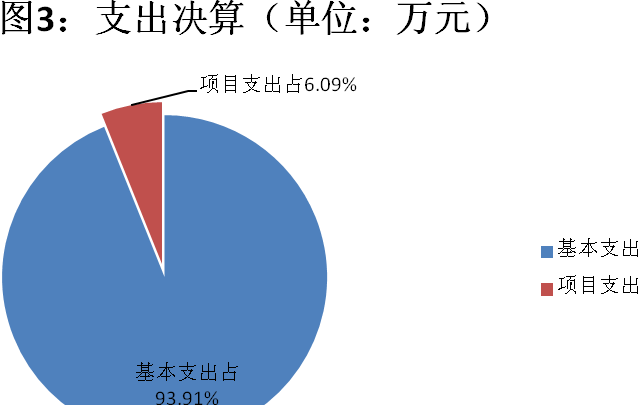 图3：支出决算（单位：万元）
项目支出占6.09%
基本支出
项目支出
基本支出占
93.91%